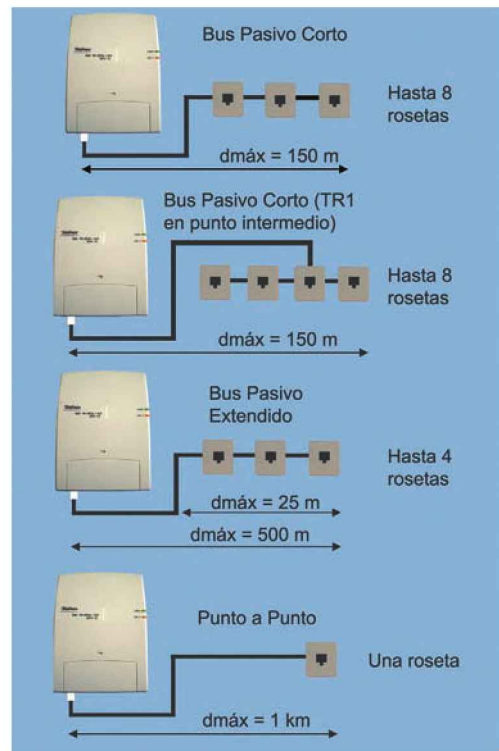 Bus Pasivo Corto
Hasta 8
rosetas
dmáx = 150 m
Bus Pasivo Corto (TR1
en punto intermedio)
Hasta 8
rosetas
dmáx = 150 m
Bus Pasivo
Extendido
Hasta 4
rosetas
dmáx = 25 m
dmáx = 500 m
Punto a Punto
Una roseta
dmáx = 1 km